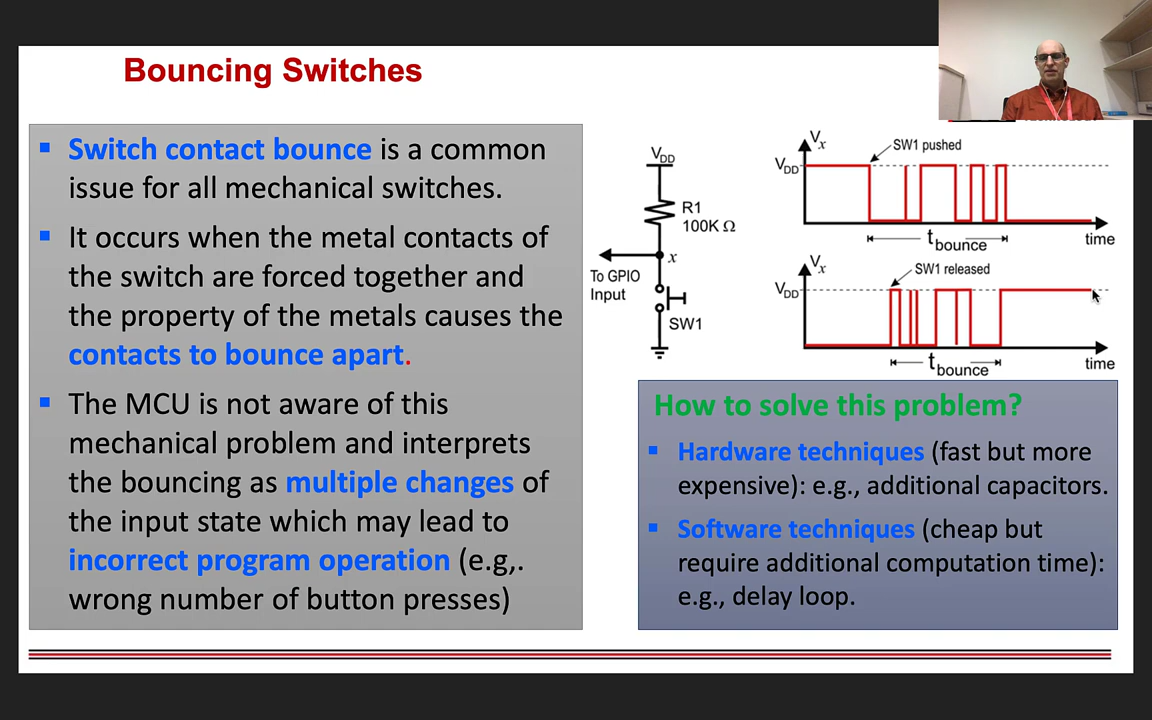 Bouncing Switches
▪ Switch contact bounce is a common
issue for all mechanical switches.
▪ It occurs when the metal contacts of
the switch are forced together and
the property of the metals causes the
contacts to bounce apart.
▪ The MCU is not aware of this
mechanical problem and interprets
the bouncing as multiple changes of
the input state which may lead to
incorrect program operation (e.g,.
wrong number of button presses)
VDD
R1
100K Ω
x
To GPIO
Input
SW1
Vx
SW1 pushed
VDD
tbounce
time
Vx
SW1 released
VDD
tbounce
time
How to solve this problem?
▪ Hardware techniques (fast but more
expensive): e.g., additional capacitors.
▪ Software techniques (cheap but
require additional computation time):
e.g., delay loop.